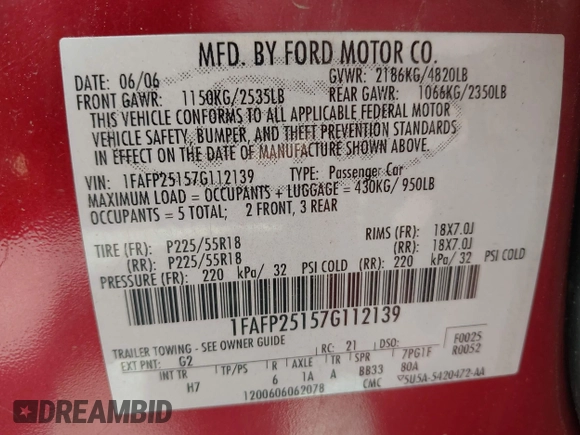 MFD. BY FORD MOTOR CO.
DATE: 06/06 GVWR: 2186KG/4820LB
FRONT GAWR: 1150KG/2535LB REAR GAWR: 1066KG/2350LB
THIS VEHICLE CONFORMS TO ALL APPLICABLE FEDERAL MOTOR
VEHICLE SAFETY, BUMPER, AND THEFT PREVENTION STANDARDS
IN EFFECT ON THE DATE OF MANUFACTURE SHOWN ABOVE.
VIN: 1FAFP25157G112139 TYPE: Passenger Car
MAXIMUM LOAD = OCCUPANTS + LUGGAGE = 430KG/ 950LB
OCCUPANTS = 5 TOTAL; 2 FRONT, 3 REAR
TIRE (FR): P225/55R18 RIMS (FR): 18X7.0J
(RR): P225/55R18 (RR): 18X7.0J
PRESSURE (FR): 220 kPa/ 32 PSI COLD (RR): 220 kPa/ 32 PSI COLD
1FAFP25157G112139
TRAILER TOWING - SEE OWNER GUIDE
EXT PNT: G2 RC: 21 DSO: F0025
R0052
INT TR TP/PS R AXLE TR SPR 7PG1F
H7 6 1A A BB33 80A
1200606062078 CMC 5U5A-5420472-AA
DREAMBID